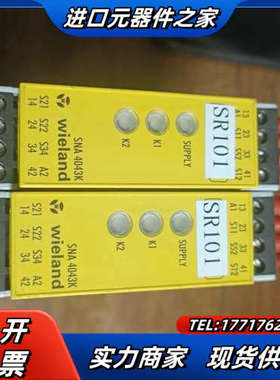 进口元器件之家
S21 S22 S34 A2
14 24 34 42
wieland
SNA 4043K
K2 K1 SUPPLY
SR101
13 23 33 41
A1 S11 S12
S21 S22 S34 A2
14 24 34 42
wieland
SNA 4043K
K2 K1 SUPPLY
SR101
13 23 33 41
A1 S11 S12
开
票
TEL:1771762
实力商家 现货供